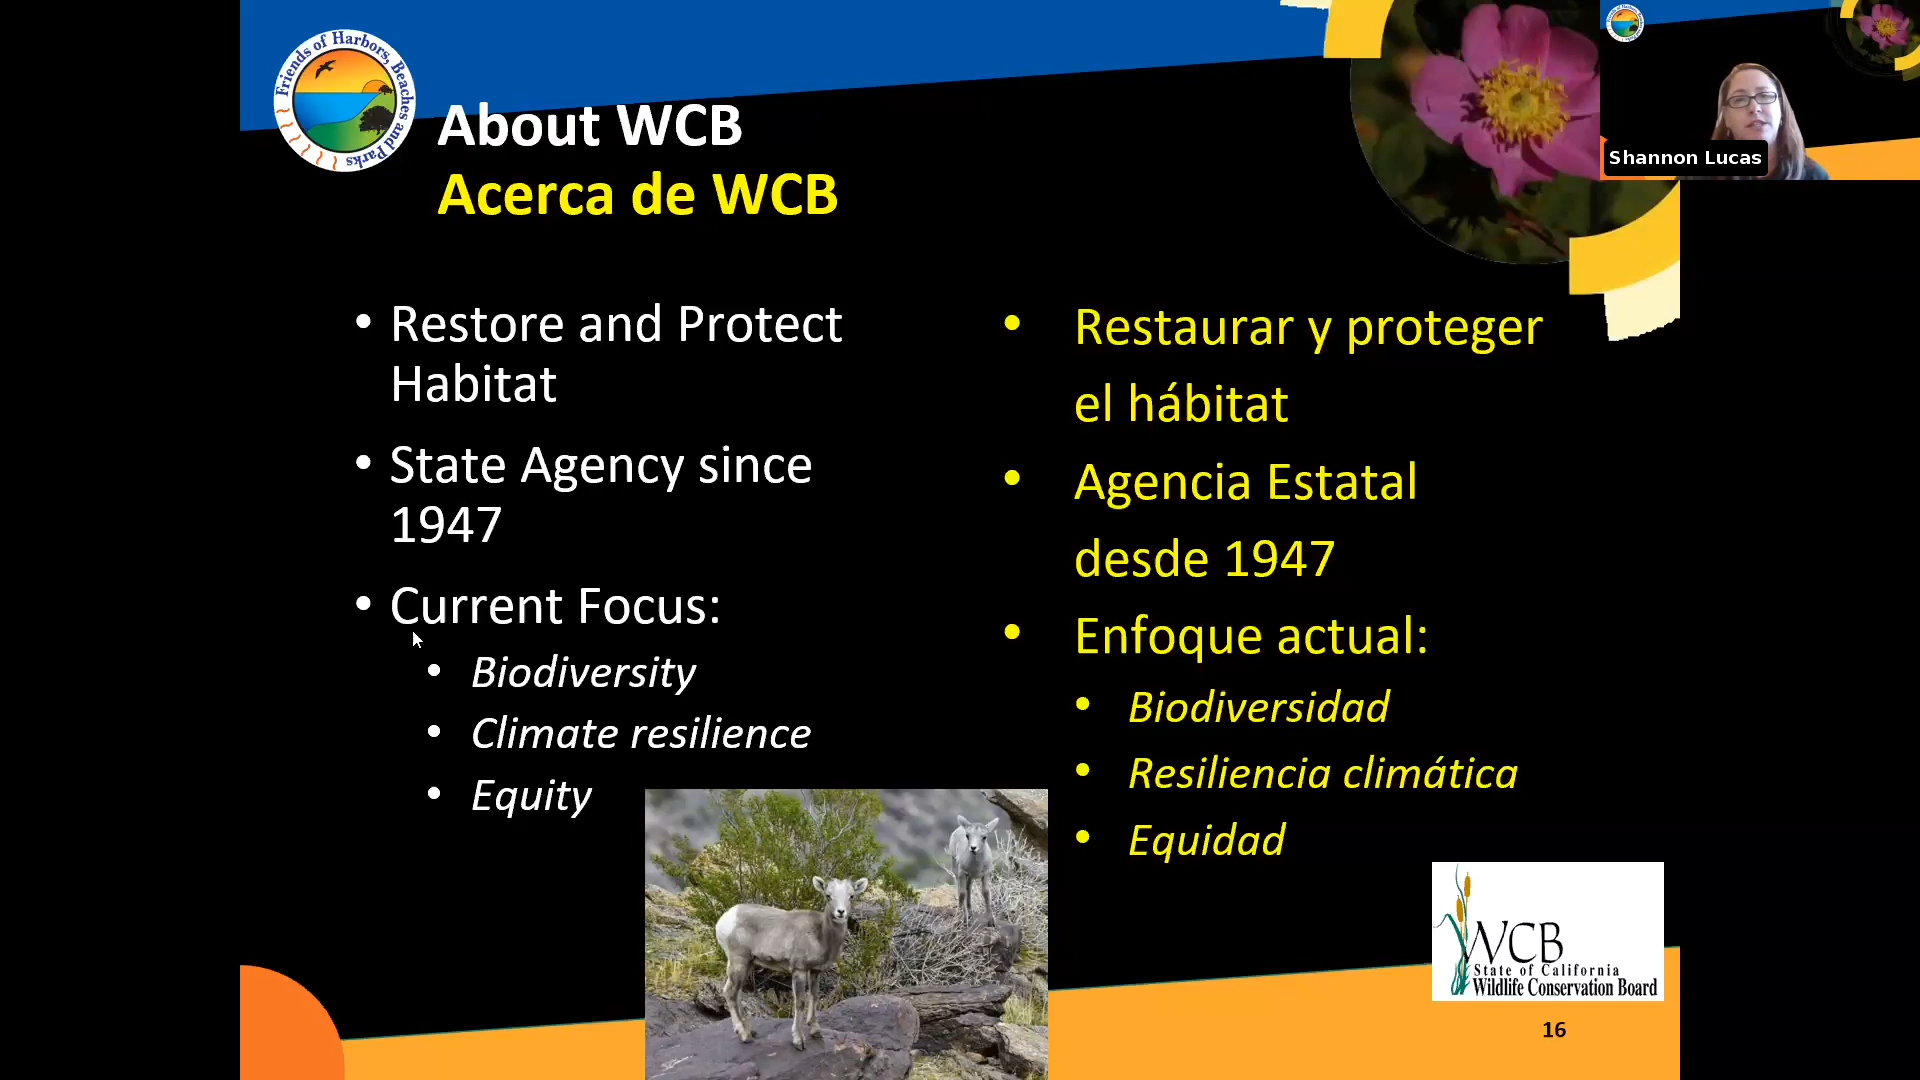 Friends of Harbors, Beaches and Parks
About WCB
Acerca de WCB
Shannon Lucas
• Restore and Protect
Habitat
• State Agency since
1947
• Current Focus:
• Biodiversity
• Climate resilience
• Equity
• Restaurar y proteger
el hábitat
• Agencia Estatal
desde 1947
• Enfoque actual:
• Biodiversidad
• Resiliencia climática
• Equidad
WCB
State of California
Wildlife Conservation Board
16